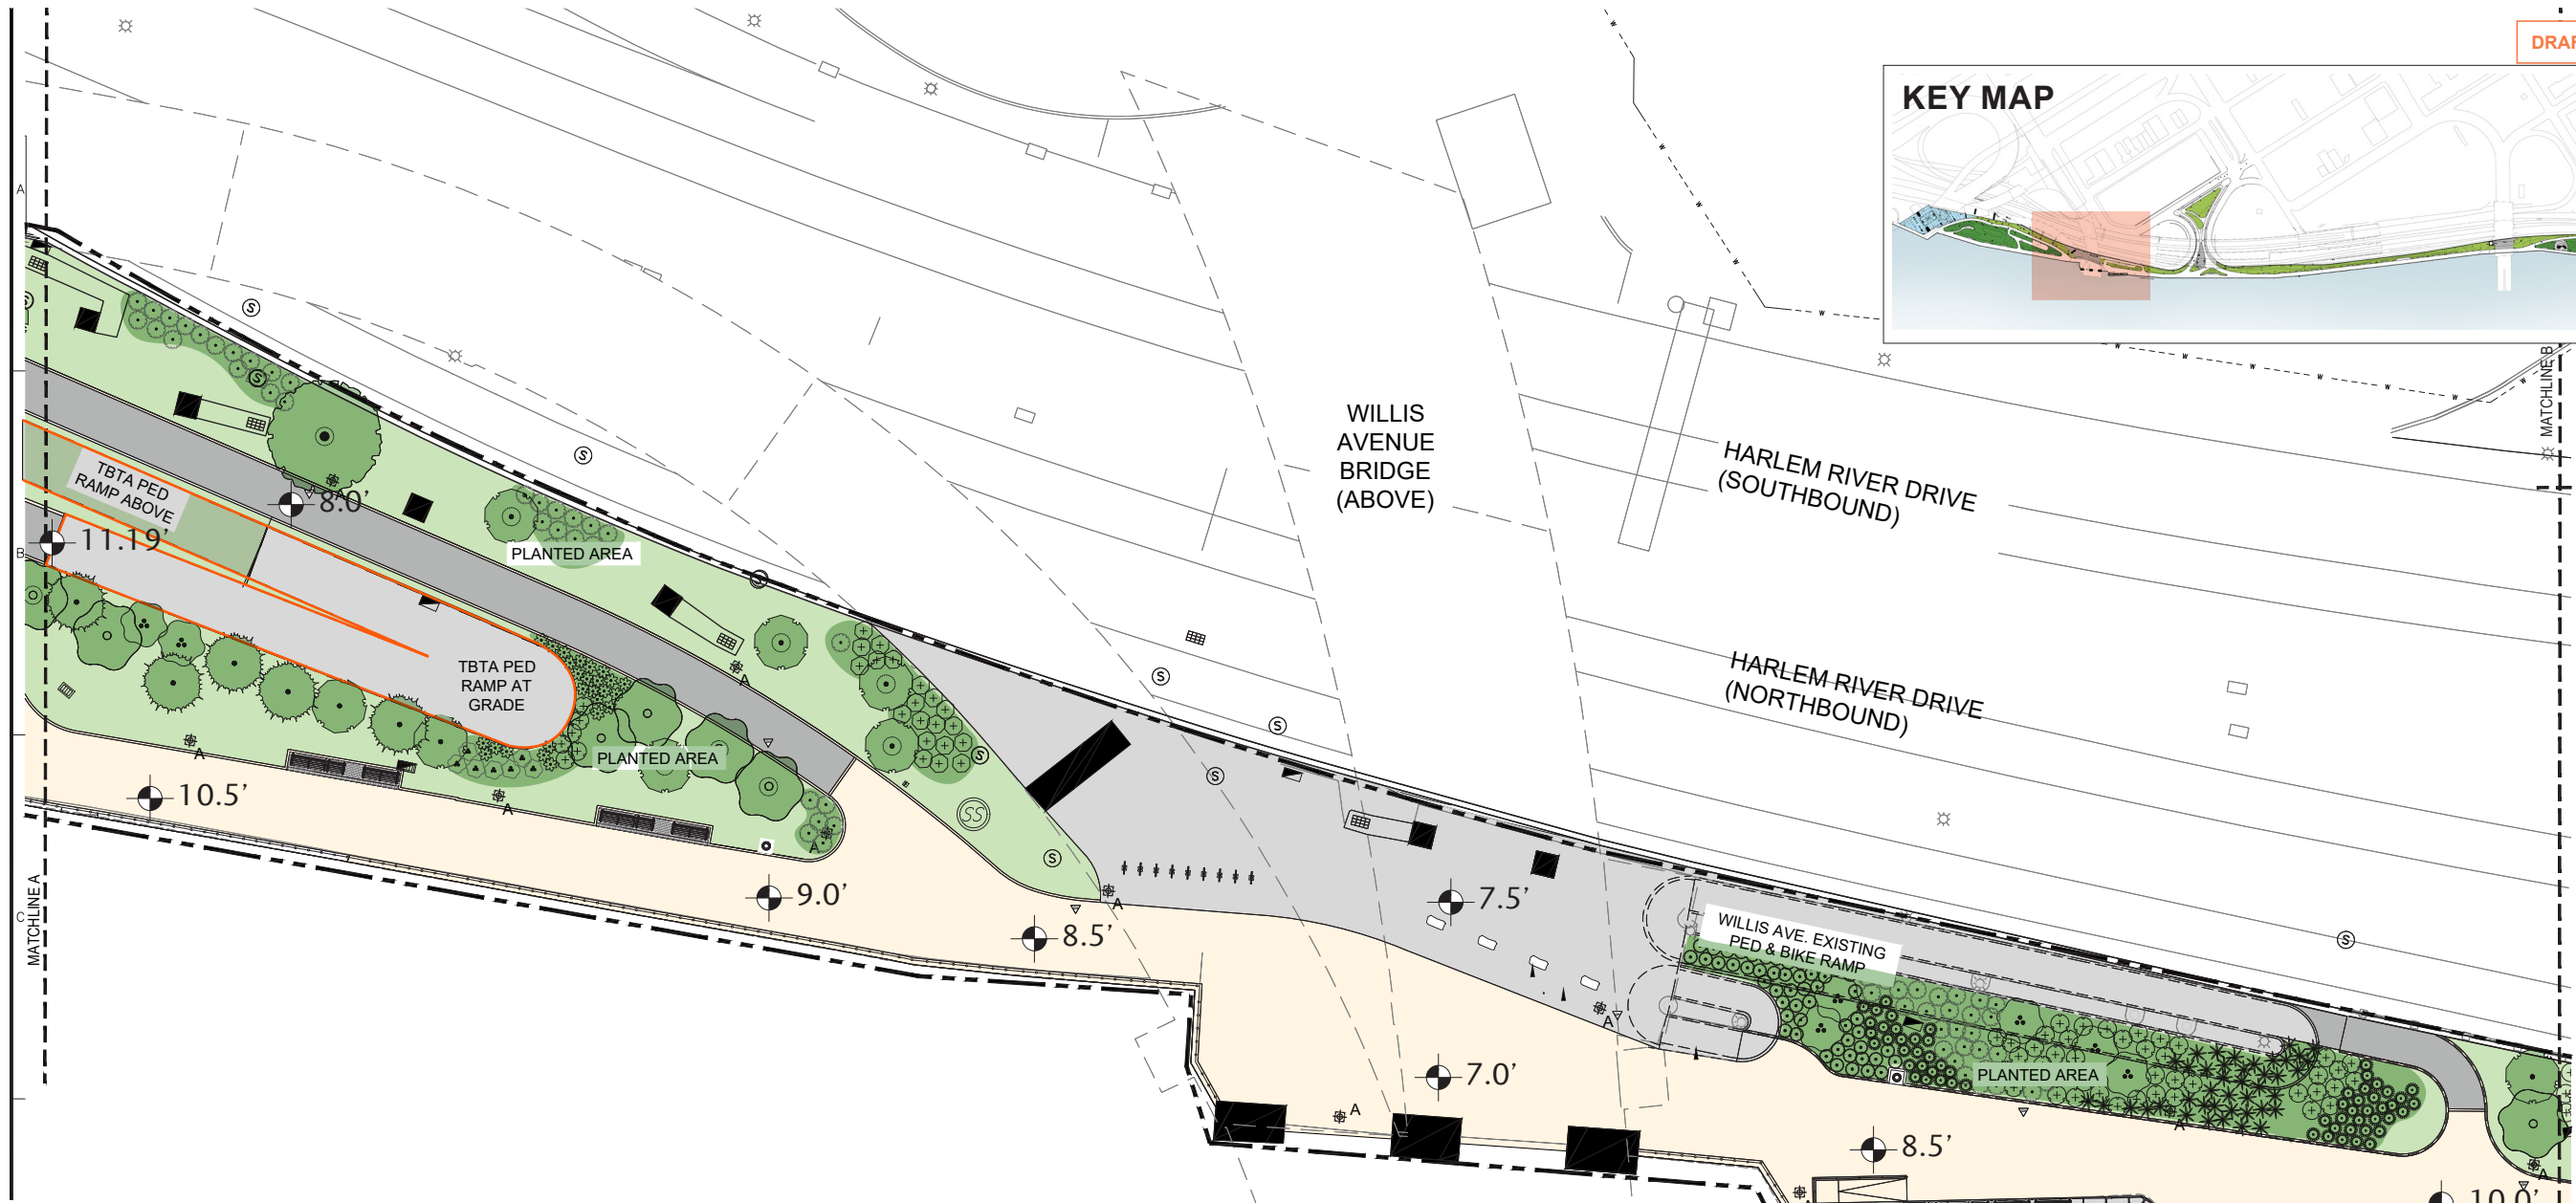 DRAF
KEY MAP
A
MATCHLINE B
WILLIS
AVENUE
BRIDGE
(ABOVE)
HARLEM RIVER DRIVE
(SOUTHBOUND)
TBTA PED
RAMP ABOVE
8.0’
11.19’
B
PLANTED AREA
HARLEM RIVER DRIVE
(NORTHBOUND)
TBTA PED
RAMP AT
GRADE
PLANTED AREA
10.5’
SS
9.0’
8.5’
7.5’
C
MATCHLINE A
WILLIS AVE. EXISTING
PED & BIKE RAMP
PLANTED AREA
7.0’
8.5’
10.0’